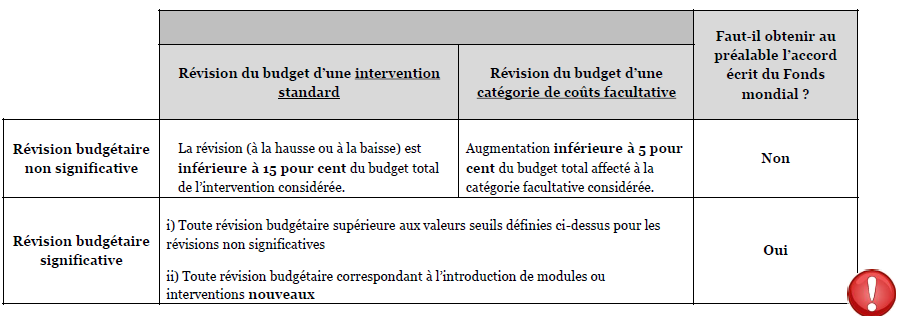 Révision du budget d’une intervention
standard
Révision du budget d’une
catégorie de coûts facultative
Faut-il obtenir au
préalable l’accord
écrit du Fonds
mondial ?
Révision budgétaire
non significative
La révision (à la hausse ou à la baisse) est
inférieure à 15 pour cent du budget total
de l’intervention considérée.
Augmentation inférieure à 5 pour
cent du budget total affecté à la
catégorie facultative considérée.
Non
Révision budgétaire
significative
i) Toute révision budgétaire supérieure aux valeurs seuils définies ci-dessus pour les
révisions non significatives
ii) Toute révision budgétaire correspondant à l’introduction de modules ou
interventions nouveaux
Oui